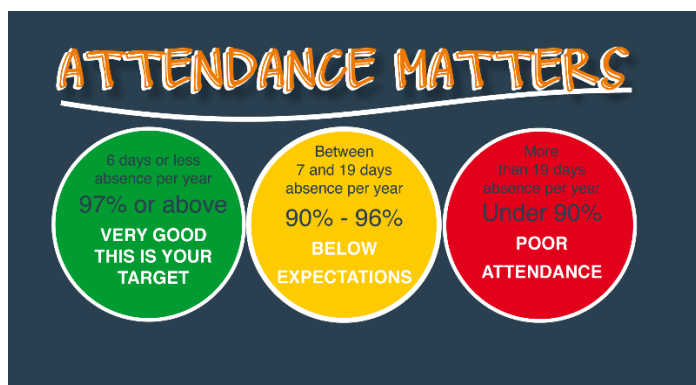 ATTENDANCE MATTERS
6 days or less
absence per year
97% or above
VERY GOOD
THIS IS YOUR
TARGET
Between
7 and 19 days
absence per year
90% - 96%
BELOW
EXPECTATIONS
More
than 19 days
absence per year
Under 90%
POOR
ATTENDANCE